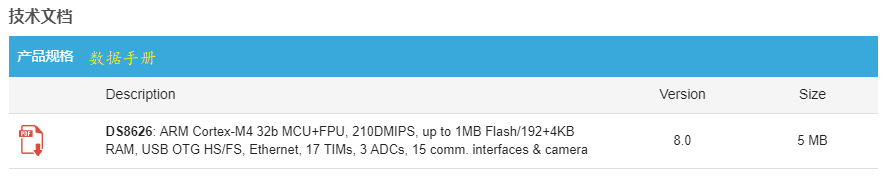 技术文档
产品规格 数据手册
Description Version Size
PDF
DS8626: ARM Cortex-M4 32b MCU+FPU, 210DMIPS, up to 1MB Flash/192+4KB
RAM, USB OTG HS/FS, Ethernet, 17 TIMs, 3 ADCs, 15 comm. interfaces & camera
8.0
5 MB